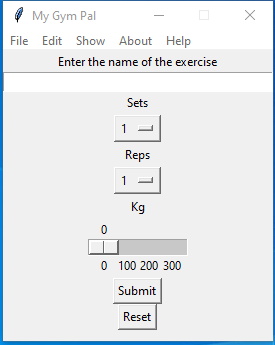 My Gym Pal
File Edit Show About Help
Enter the name of the exercise
Sets
1
Reps
1
Kg
0
0 100 200 300
Submit
Reset